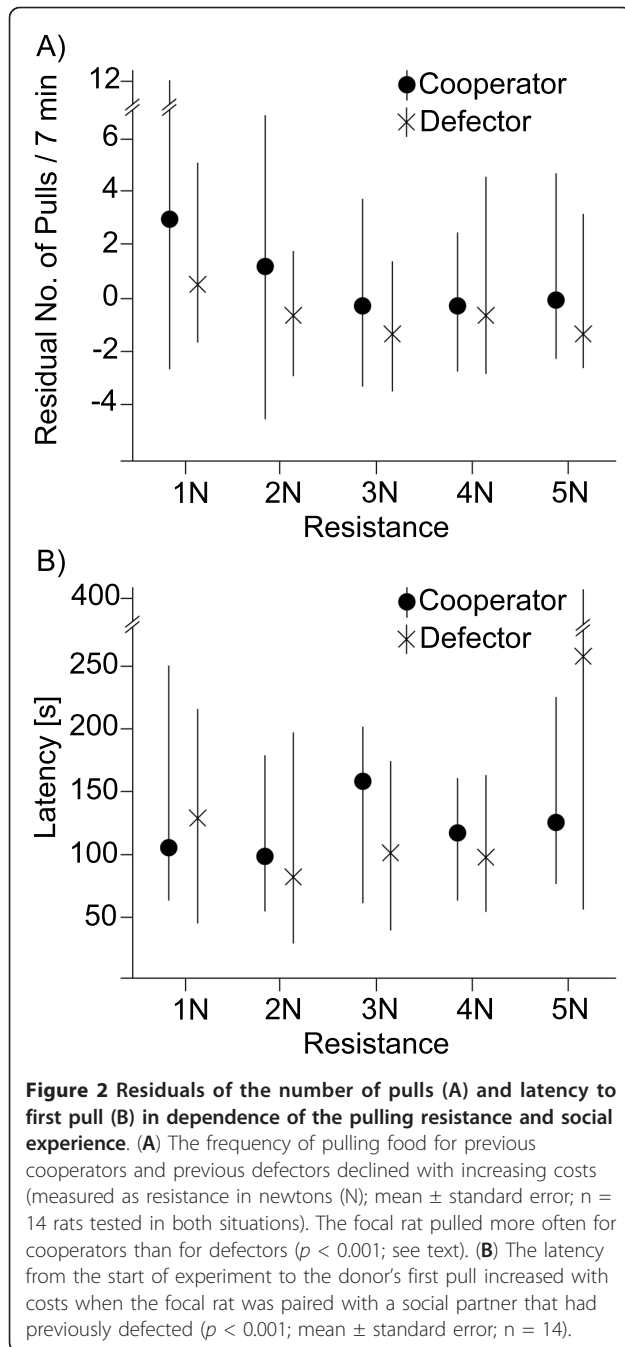 A)
12
6
4
2
0
-2
-4
Residual No. of Pulls / 7 min
Cooperator
Defector
1N 2N 3N 4N 5N
Resistance
B)
400
250
200
150
100
50
Latency [s]
Cooperator
Defector
1N 2N 3N 4N 5N
Resistance
Figure 2 Residuals of the number of pulls (A) and latency to
first pull (B) in dependence of the pulling resistance and social
experience. (A) The frequency of pulling food for previous
cooperators and previous defectors declined with increasing costs
(measured as resistance in newtons (N); mean ± standard error; n =
14 rats tested in both situations). The focal rat pulled more often for
cooperators than for defectors (p < 0.001; see text). (B) The latency
from the start of experiment to the donor's first pull increased with
costs when the focal rat was paired with a social partner that had
previously defected (p < 0.001; mean ± standard error; n = 14).